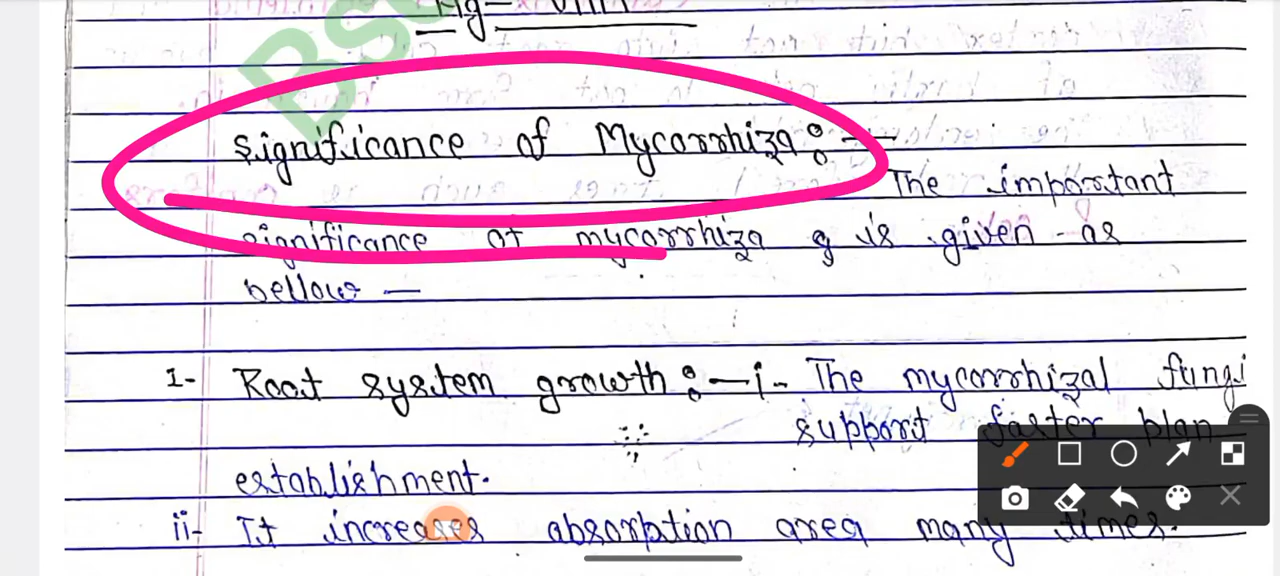 Bs
Significance of Mycorrhiza :-
The important
significance of mycorrhiza g is given as
bellow —
1- Root system growth :- i- The mycorrhizal fungi
support faster plan
establishment.
ii- It increases absorption area many times.